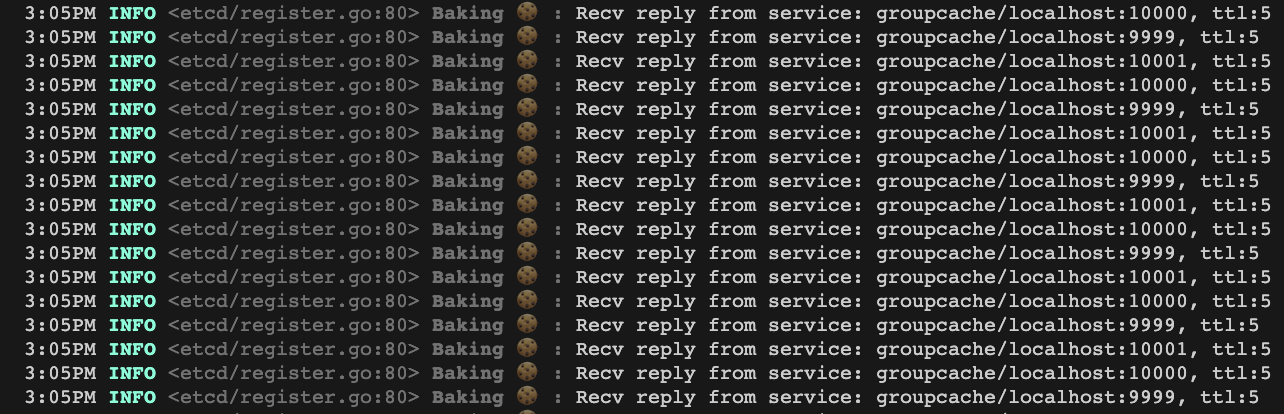 3:05PM INFO <etcd/register.go:80> Baking 🍪 : Recv reply from service: groupcache/localhost:10000, ttl:5
3:05PM INFO <etcd/register.go:80> Baking 🍪 : Recv reply from service: groupcache/localhost:9999, ttl:5
3:05PM INFO <etcd/register.go:80> Baking 🍪 : Recv reply from service: groupcache/localhost:10001, ttl:5
3:05PM INFO <etcd/register.go:80> Baking 🍪 : Recv reply from service: groupcache/localhost:10000, ttl:5
3:05PM INFO <etcd/register.go:80> Baking 🍪 : Recv reply from service: groupcache/localhost:9999, ttl:5
3:05PM INFO <etcd/register.go:80> Baking 🍪 : Recv reply from service: groupcache/localhost:10001, ttl:5
3:05PM INFO <etcd/register.go:80> Baking 🍪 : Recv reply from service: groupcache/localhost:10000, ttl:5
3:05PM INFO <etcd/register.go:80> Baking 🍪 : Recv reply from service: groupcache/localhost:9999, ttl:5
3:05PM INFO <etcd/register.go:80> Baking 🍪 : Recv reply from service: groupcache/localhost:10001, ttl:5
3:05PM INFO <etcd/register.go:80> Baking 🍪 : Recv reply from service: groupcache/localhost:10000, ttl:5
3:05PM INFO <etcd/register.go:80> Baking 🍪 : Recv reply from service: groupcache/localhost:9999, ttl:5
3:05PM INFO <etcd/register.go:80> Baking 🍪 : Recv reply from service: groupcache/localhost:10001, ttl:5
3:05PM INFO <etcd/register.go:80> Baking 🍪 : Recv reply from service: groupcache/localhost:10000, ttl:5
3:05PM INFO <etcd/register.go:80> Baking 🍪 : Recv reply from service: groupcache/localhost:9999, ttl:5
3:05PM INFO <etcd/register.go:80> Baking 🍪 : Recv reply from service: groupcache/localhost:10001, ttl:5
3:05PM INFO <etcd/register.go:80> Baking 🍪 : Recv reply from service: groupcache/localhost:10000, ttl:5
3:05PM INFO <etcd/register.go:80> Baking 🍪 : Recv reply from service: groupcache/localhost:9999, ttl:5